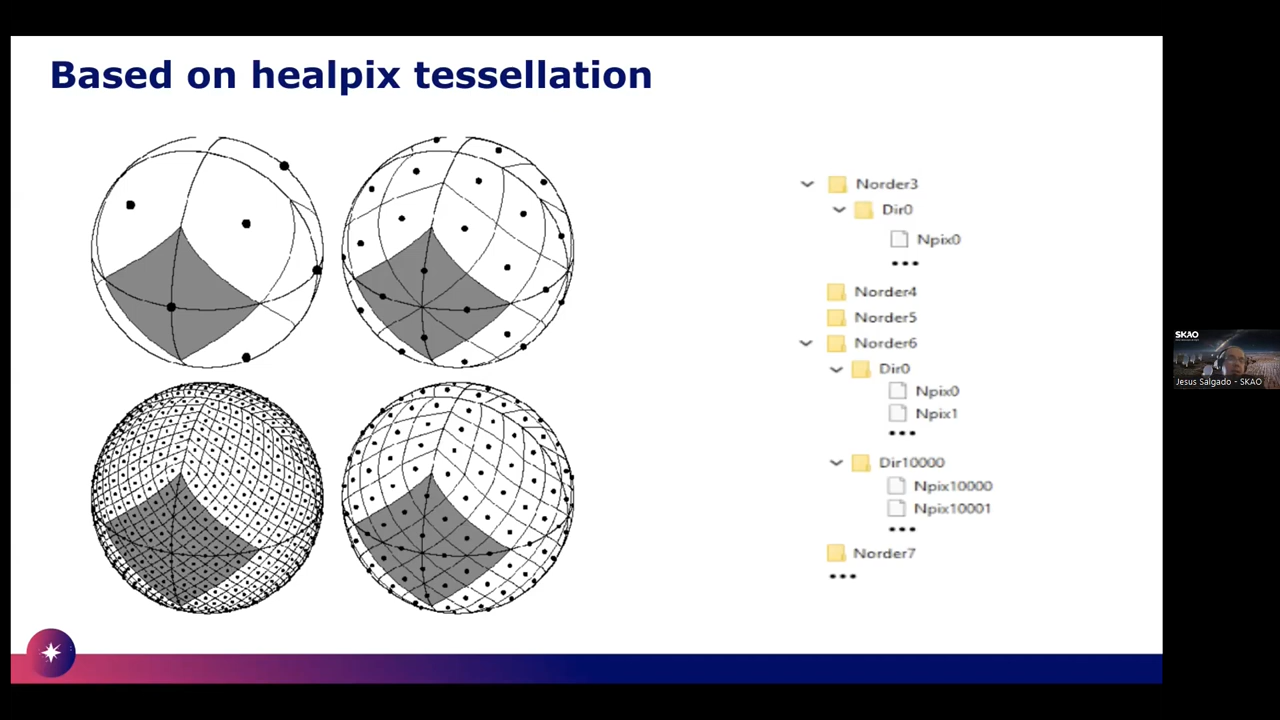 Based on healpix tessellation
Norder3
Dir0
Npix0
•••
Norder4
Norder5
Norder6
Dir0
Npix0
Npix1
•••
Dir10000
Npix10000
Npix10001
•••
Norder7
•••
SKAO
Jesus Salgado - SKAO